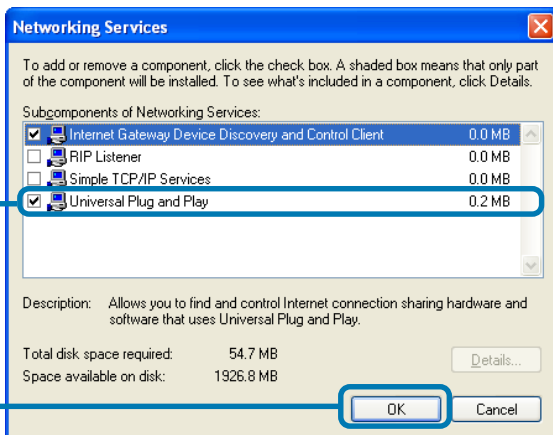 Networking Services
To add or remove a component, click the check box. A shaded box means that only part
of the component will be installed. To see what's included in a component, click Details.
Subcomponents of Networking Services:
Internet Gateway Device Discovery and Control Client 0.0 MB
RIP Listener 0.0 MB
Simple TCP/IP Services 0.0 MB
Universal Plug and Play 0.2 MB
Description: Allows you to find and control Internet connection sharing hardware and
software that uses Universal Plug and Play.
Total disk space required: 54.7 MB
Details...
Space available on disk: 1926.8 MB
OK Cancel